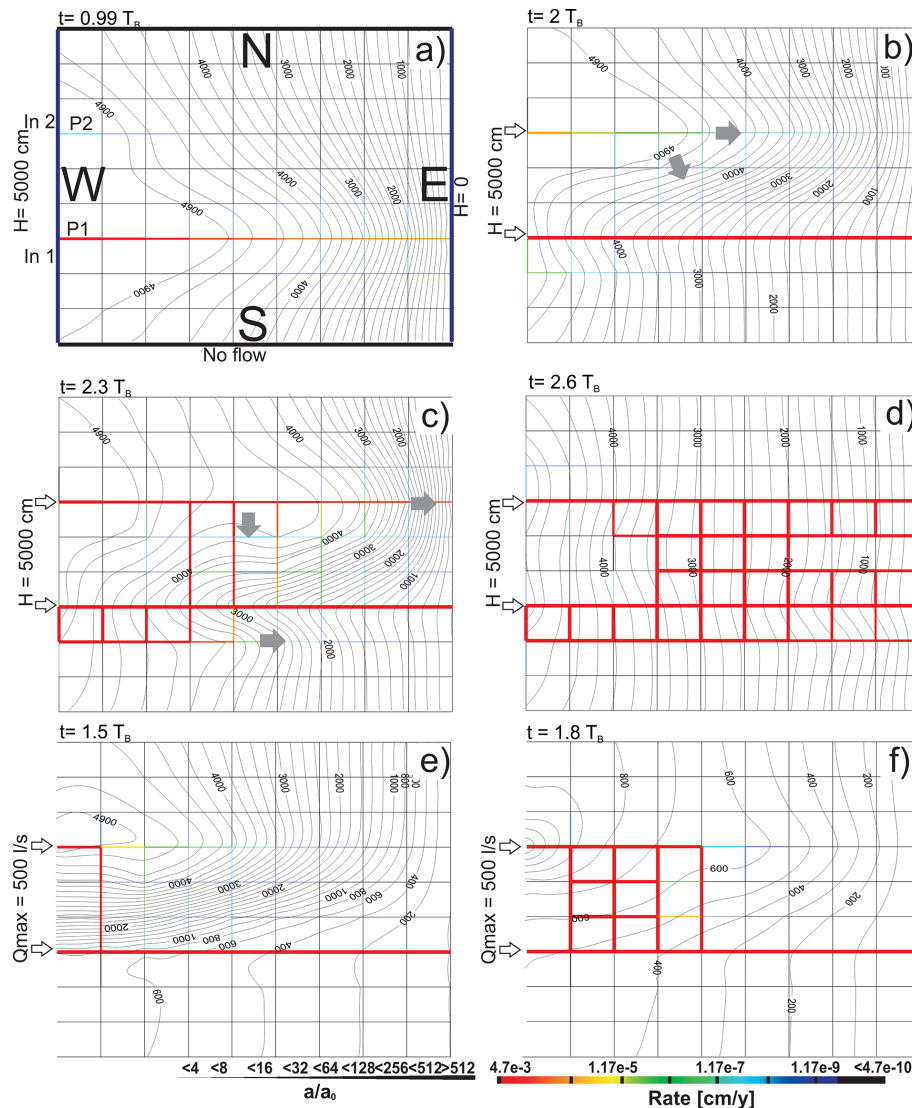 t= 0.99 T_B
t= 2 T_B
a)
N
4000
3000
2000
1000
4900
In 2
P2
H= 5000 cm
W
E
H= 0
4000
3000
2000
4900
P1
In 1
4900
4000
S
No flow
b)
4900
4000
3000
2000
1000
4900
4000
3000
2000
1000
H = 5000 cm
4000
3000
2000
t= 2.3 T_B
t= 2.6 T_B
c)
4900
4000
3000
2000
1000
4000
3000
2000
1000
4000
H = 5000 cm
3000
2000
d)
4000
3000
2000
1000
H = 5000 cm
4000
3000
2000
1000
t= 1.5 T_B
t = 1.8 T_B
e)
4000
3000
2000
1000
800
4900
4000
3000
2000
1000
800
600
400
200
2000
1000
800
600
400
Qmax = 500 l/s
600
f)
800
600
400
200
600
400
200
600
400
200
Qmax = 500 l/s
<4 <8 <16 <32 <64 <128 <256 <512 >512
a/a₀
4.7e-3 1.17e-5 1.17e-7 1.17e-9 <4.7e-10
Rate [cm/y]